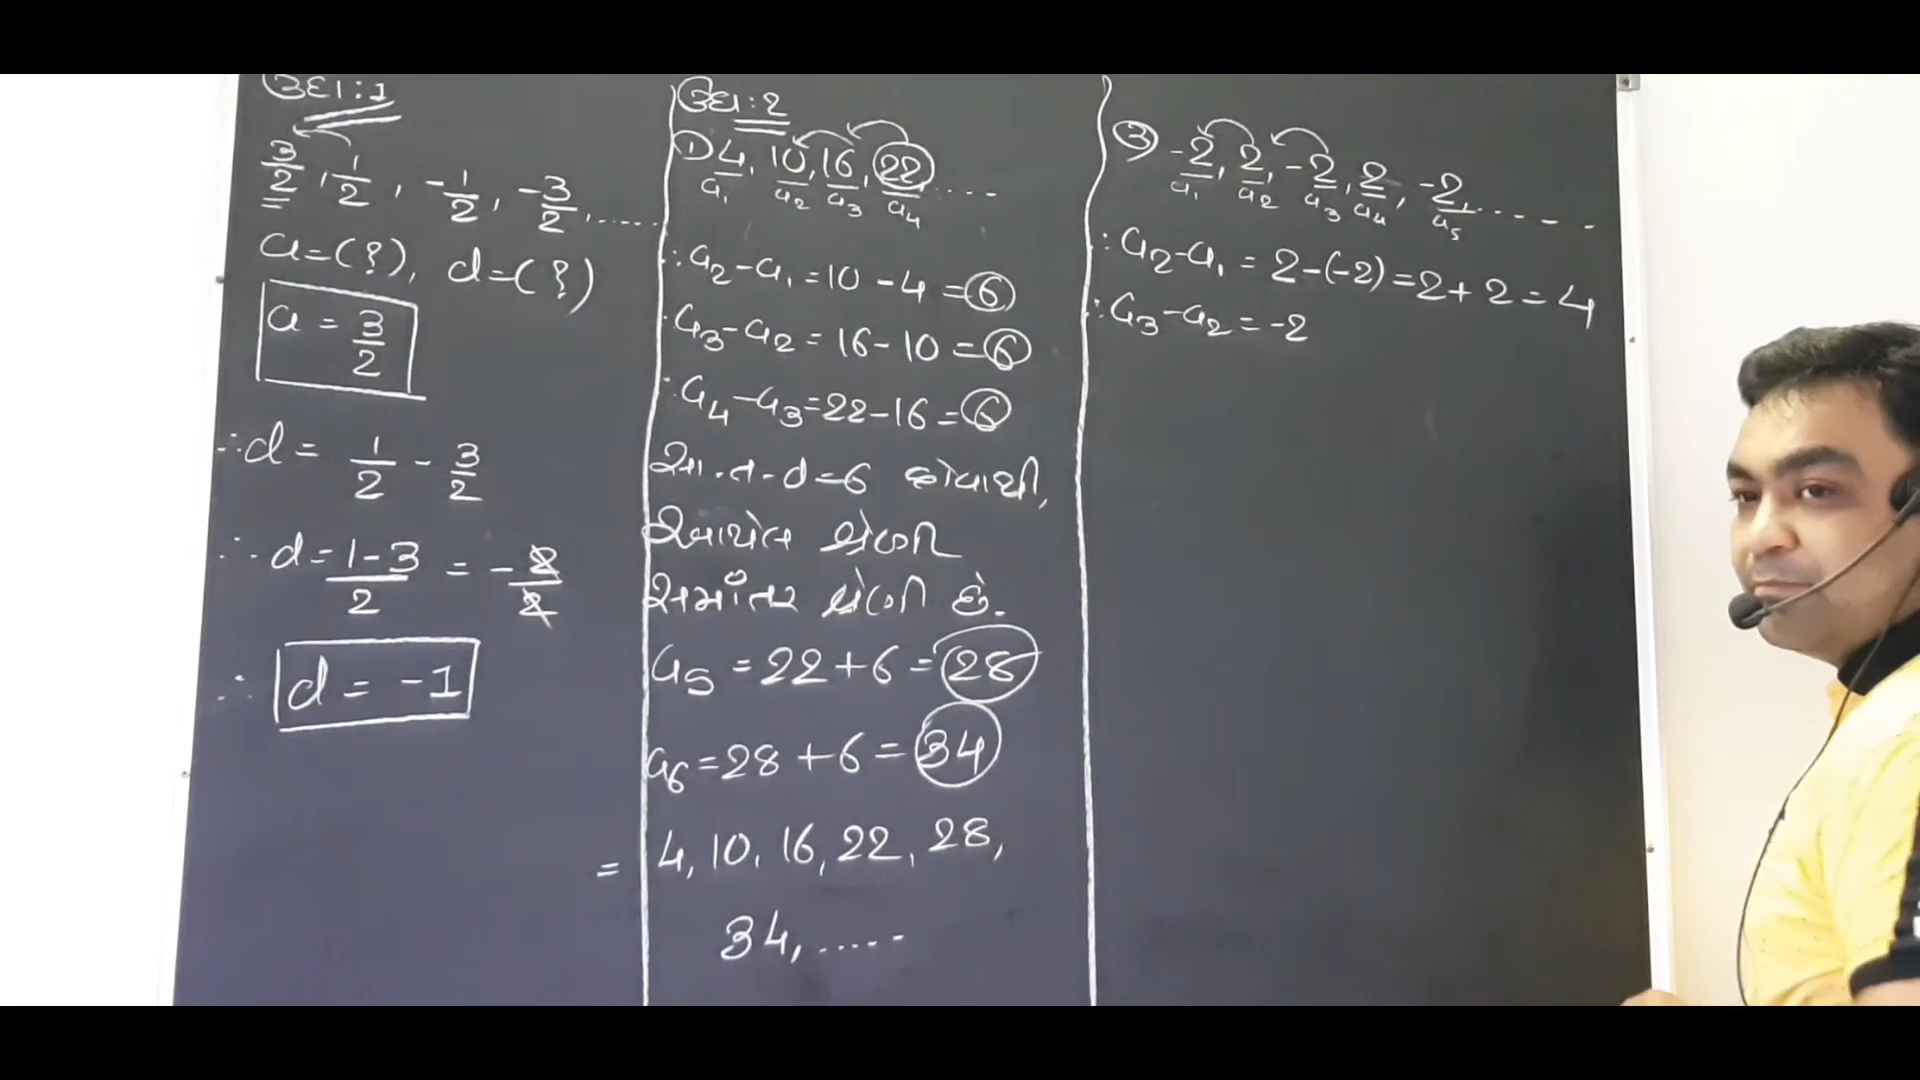 ઉદા:1
3/2, 1/2, -1/2, -3/2, ......
a=(?), d=(?)
a = 3/2
∴d = 1/2 - 3/2
∴ d = (1-3)/2 = -2/2
∴ d = -1
ઉદા:2
① 4, 10, 16, 22, ....
a₁ a₂ a₃ a₄
∴a₂-a₁ = 10 - 4 = 6
∴a₃-a₂ = 16 - 10 = 6
∴a₄-a₃ = 22-16 = 6
સા.ત. d=6 હોવાથી,
આપેલ શ્રેણી
સમાંતર શ્રેણી છે.
a₅ = 22+6 = 28
a₆ = 28+6 = 34
= 4, 10, 16, 22, 28,
34, .....
③ -2, 2, -2, 2, -2, .....
a₁ a₂ a₃ a₄ a₅
∴a₂-a₁ = 2-(-2) = 2+2 = 4
∴a₃-a₂ = -2